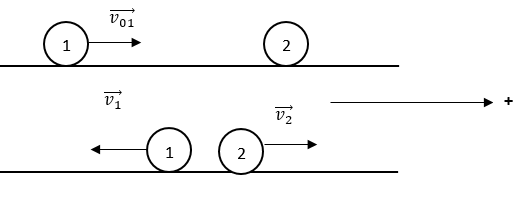 v₀₁
1 2
v₁ v₂ +
1 2